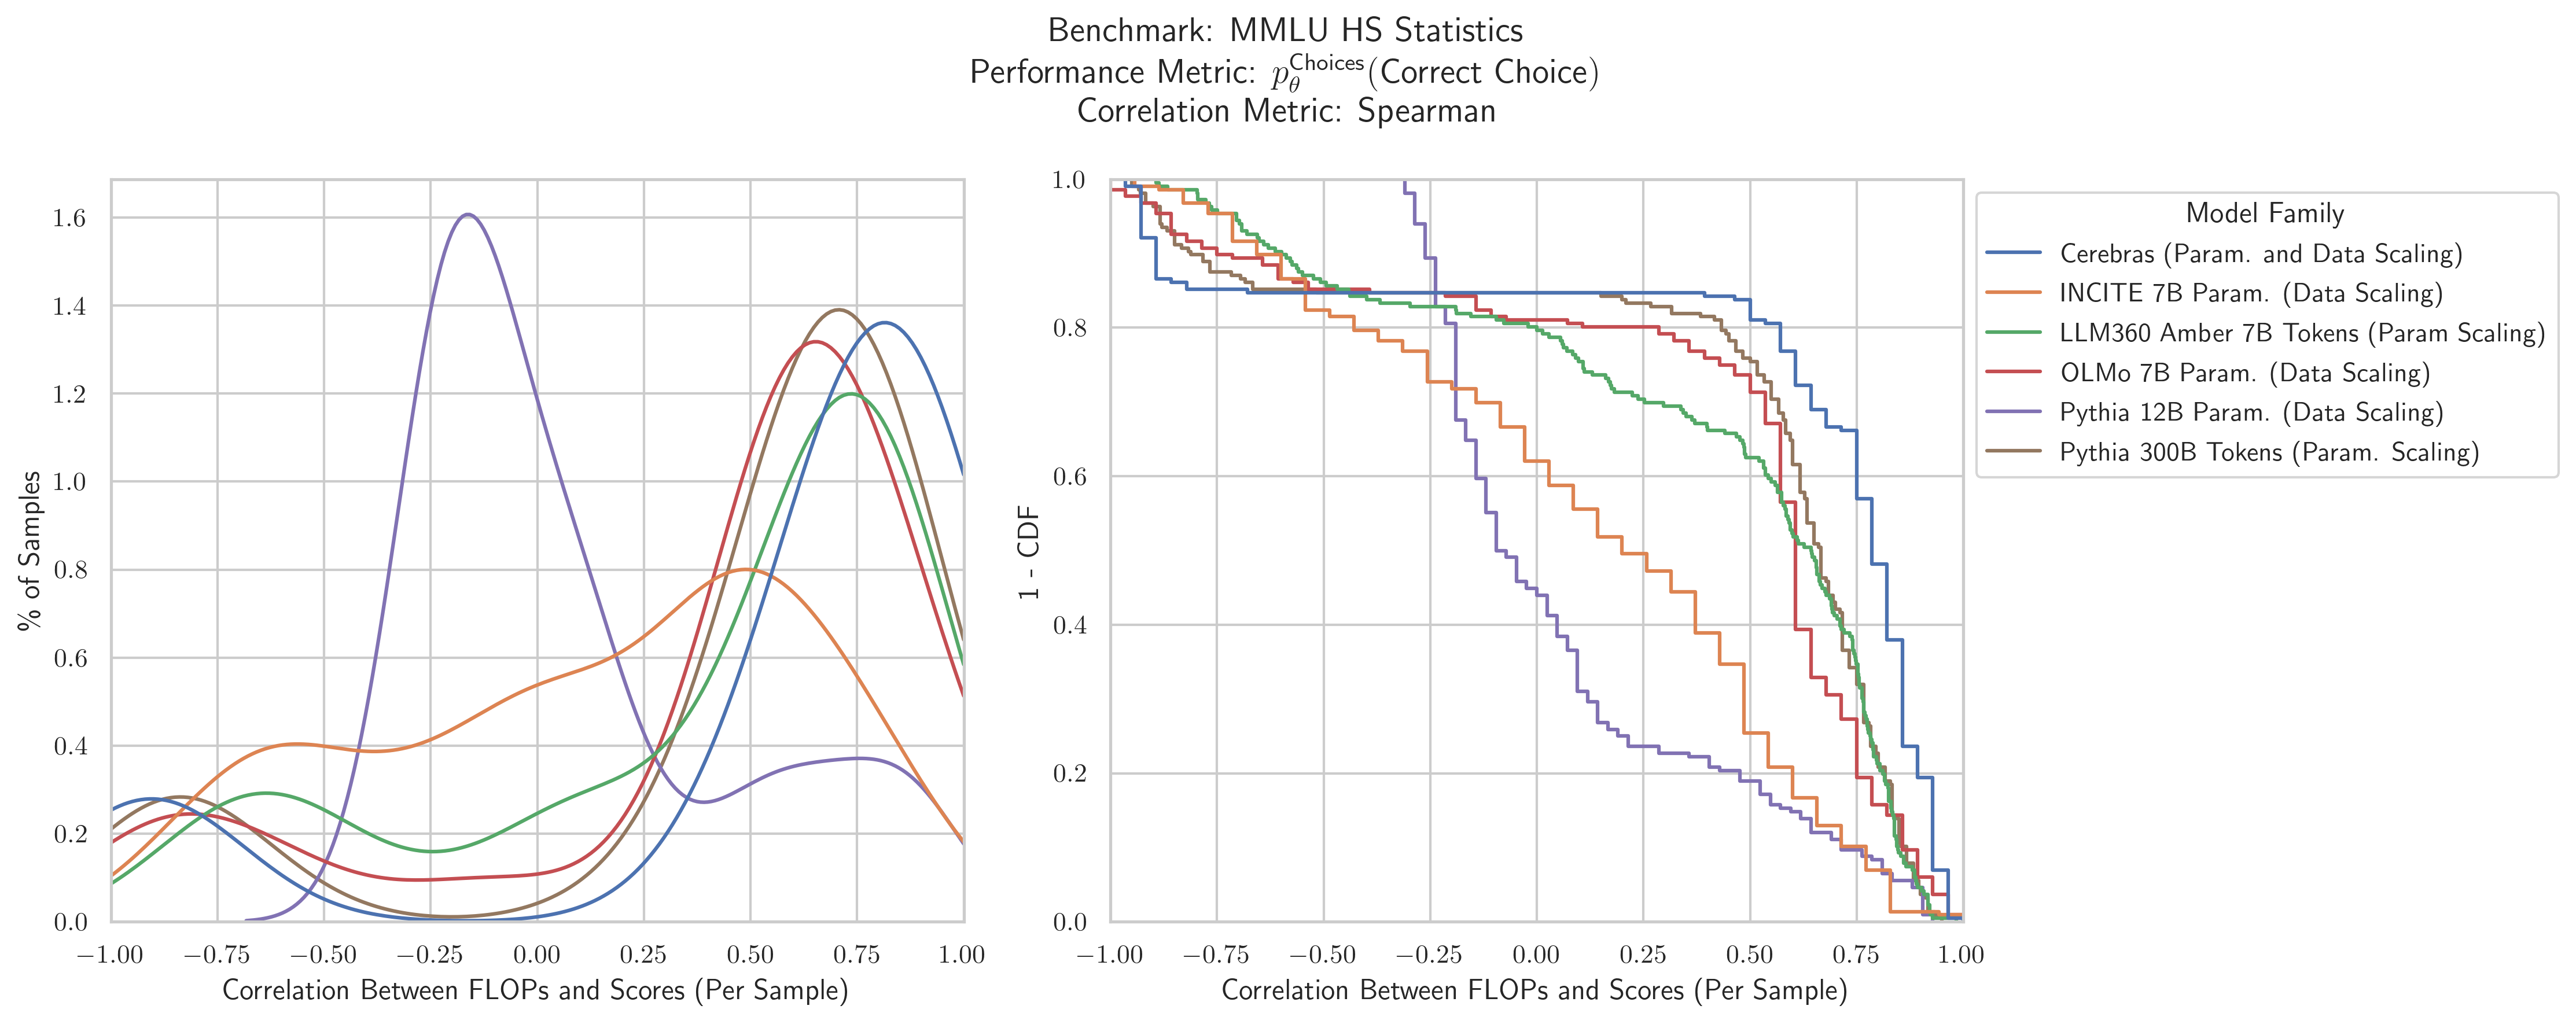 Benchmark: MMLU HS Statistics
Performance Metric: $p_\theta^{\text{Choices}}$(Correct Choice)
Correlation Metric: Spearman
% of Samples
1.6
1.4
1.2
1.0
0.8
0.6
0.4
0.2
0.0
−1.00 −0.75 −0.50 −0.25 0.00 0.25 0.50 0.75 1.00
Correlation Between FLOPs and Scores (Per Sample)
1 - CDF
1.0
0.8
0.6
0.4
0.2
0.0
−1.00 −0.75 −0.50 −0.25 0.00 0.25 0.50 0.75 1.00
Correlation Between FLOPs and Scores (Per Sample)
Model Family
Cerebras (Param. and Data Scaling)
INCITE 7B Param. (Data Scaling)
LLM360 Amber 7B Tokens (Param Scaling)
OLMo 7B Param. (Data Scaling)
Pythia 12B Param. (Data Scaling)
Pythia 300B Tokens (Param. Scaling)